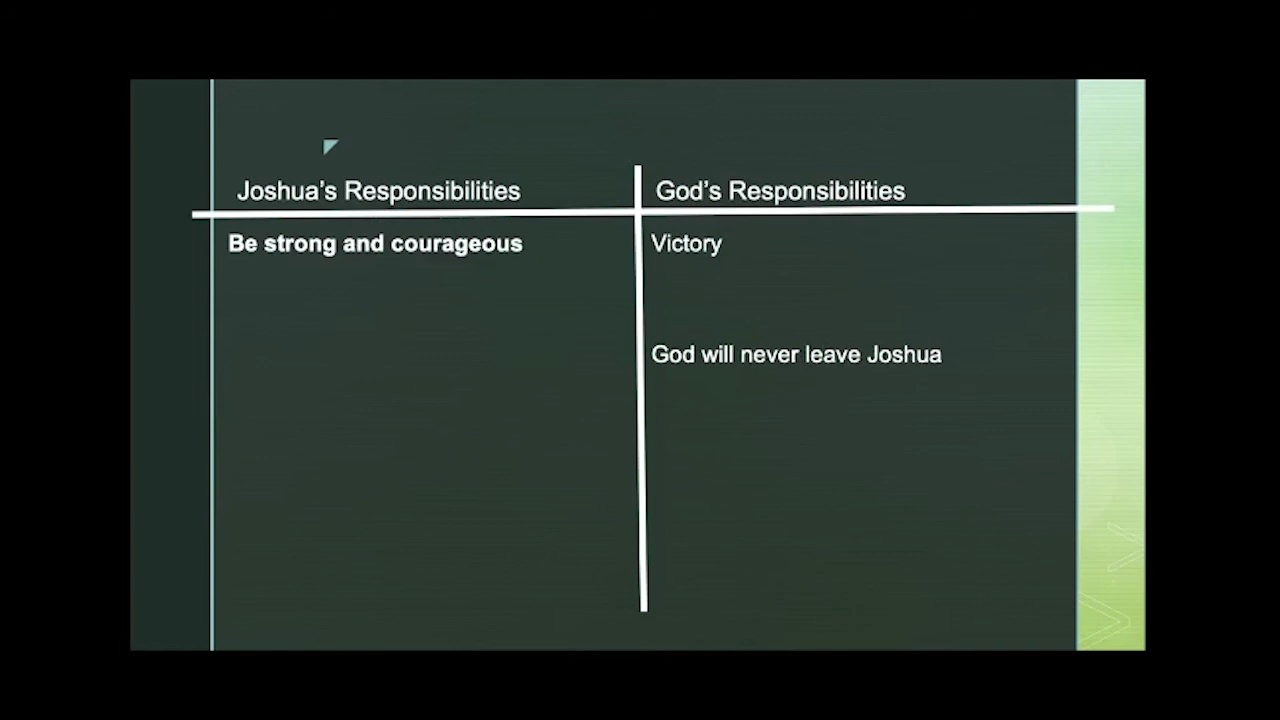 Joshua’s Responsibilities
God’s Responsibilities
Be strong and courageous
Victory
God will never leave Joshua